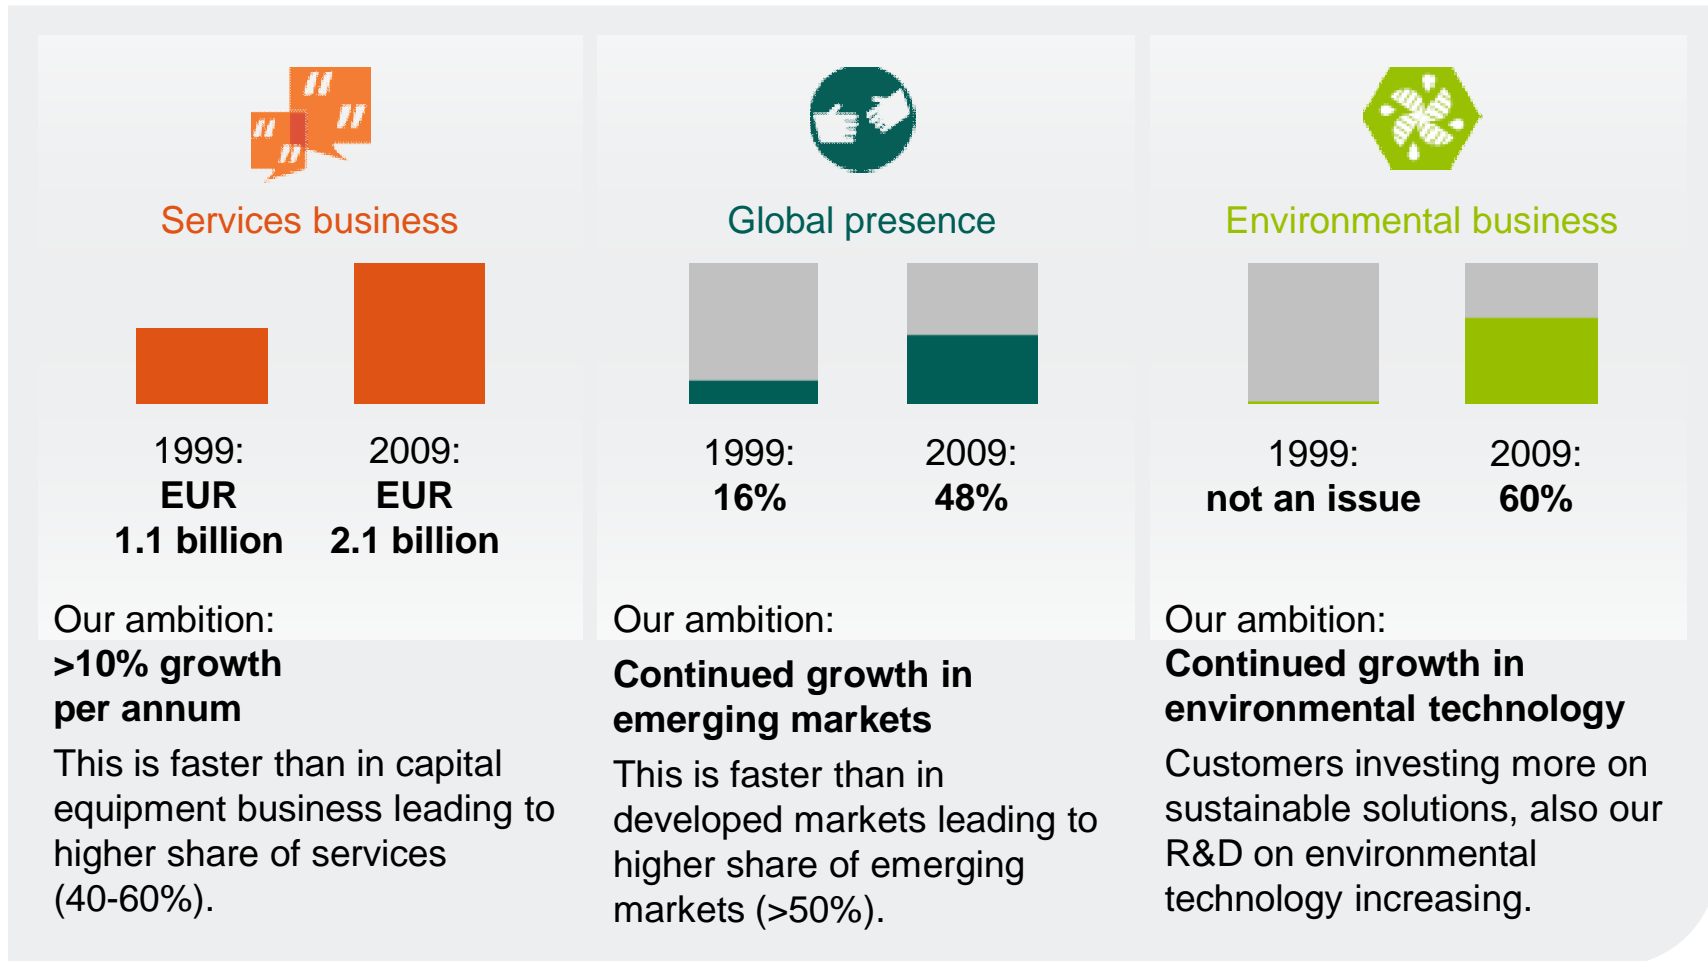 Services business
1999:
EUR
1.1 billion
2009:
EUR
2.1 billion
Our ambition:
>10% growth
per annum
This is faster than in capital
equipment business leading to
higher share of services
(40-60%).
Global presence
1999:
16%
2009:
48%
Our ambition:
Continued growth in
emerging markets
This is faster than in
developed markets leading to
higher share of emerging
markets (>50%).
Environmental business
1999:
not an issue
2009:
60%
Our ambition:
Continued growth in
environmental technology
Customers investing more on
sustainable solutions, also our
R&D on environmental
technology increasing.